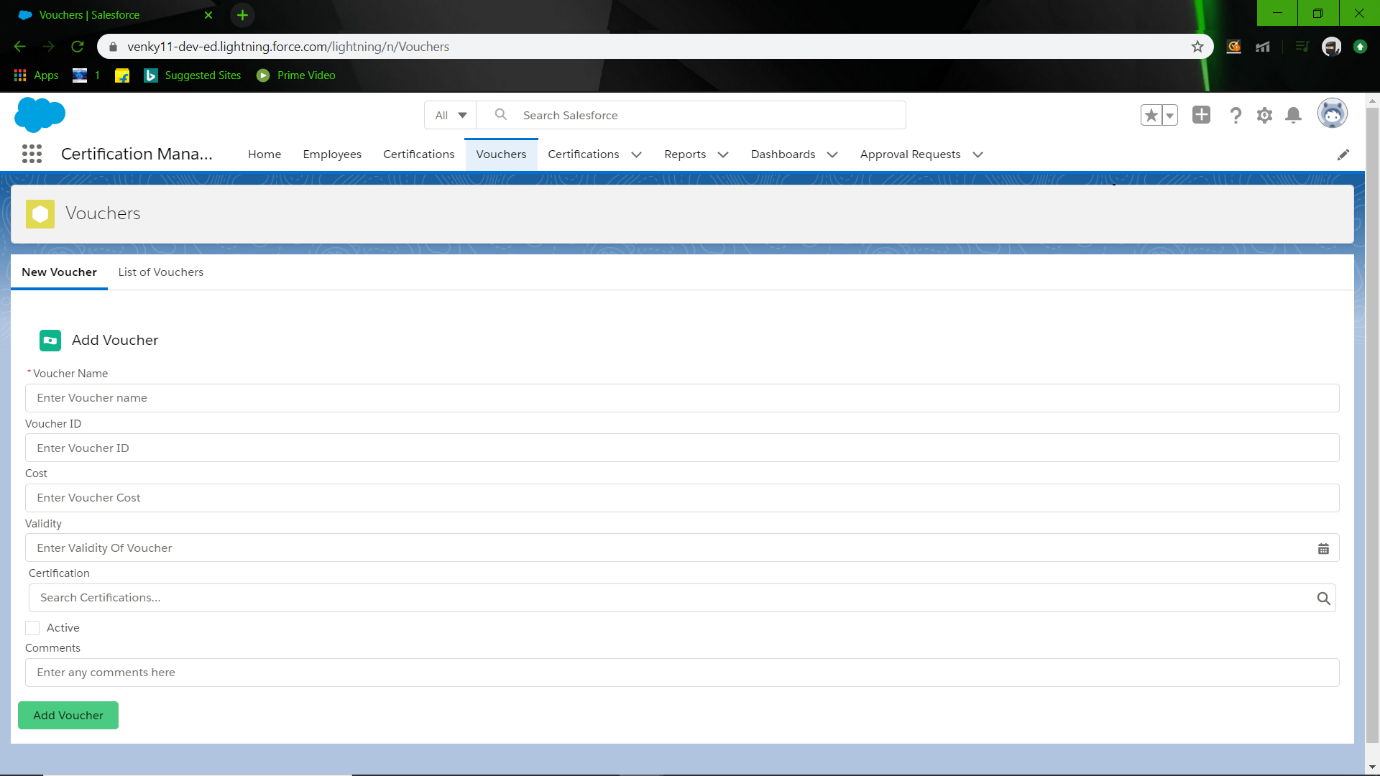 Vouchers | Salesforce
venky11-dev-ed.lightning.force.com/lightning/n/Vouchers
Apps 1 Suggested Sites Prime Video
All Search Salesforce
Certification Mana... Home Employees Certifications Vouchers Certifications Reports Dashboards Approval Requests
Vouchers
New Voucher List of Vouchers
Add Voucher
* Voucher Name
Enter Voucher name
Voucher ID
Enter Voucher ID
Cost
Enter Voucher Cost
Validity
Enter Validity Of Voucher
Certification
Search Certifications...
Active
Comments
Enter any comments here
Add Voucher